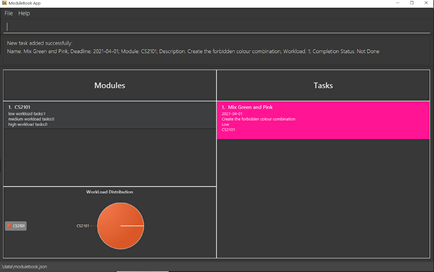 ModuleBook App
File Help
New task added successfully
Name: Mix Green and Pink; Deadline: 2021-04-01; Module: CS2101; Description: Create the forbidden colour combination; Workload: 1; Completion Status: Not Done
Modules
Tasks
1. CS2101
low workload tasks:1
medium workload tasks:0
high workload tasks:0
1. Mix Green and Pink
2021-04-01
Create the forbidden colour combination
Low
CS2101
Workload Distribution
CS2101
CS2101
\data\modulebook.json